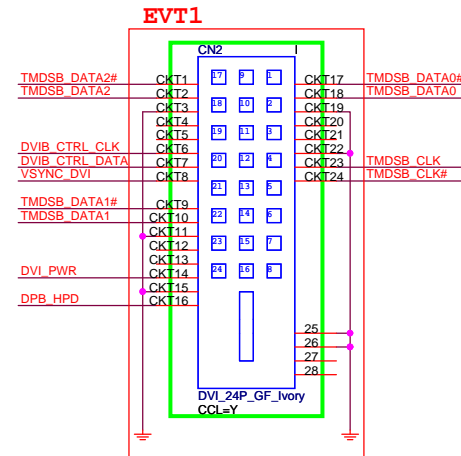 EVT1
CN2 I
TMDSB_DATA2# CKT1 17 9 1 CKT17 TMDSB_DATA0#
TMDSB_DATA2 CKT2 CKT18 TMDSB_DATA0
CKT3 18 10 2 CKT19
CKT4 CKT20
CKT5 19 11 3 CKT21
DVIB_CTRL_CLK CKT6 CKT22
DVIB_CTRL_DATA CKT7 20 12 4 CKT23 TMDSB_CLK
VSYNC_DVI CKT8 CKT24 TMDSB_CLK#
21 13 5
TMDSB_DATA1# CKT9
TMDSB_DATA1 CKT10 22 14 6
CKT11
CKT12 23 15 7
CKT13
DVI_PWR CKT14 24 16 8
CKT15
DPB_HPD CKT16
25
26
27
28
DVI_24P_GF_Ivory
CCL=Y